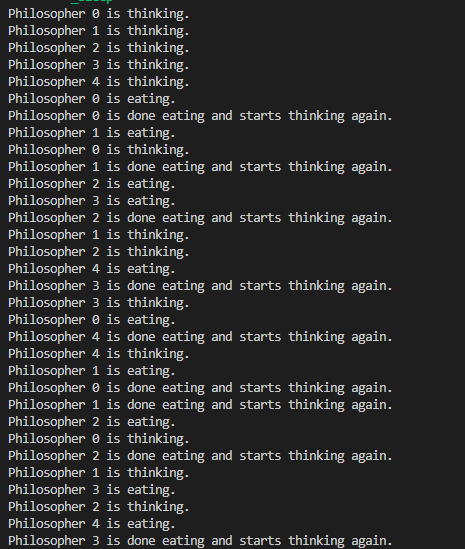 Philosopher 0 is thinking.
Philosopher 1 is thinking.
Philosopher 2 is thinking.
Philosopher 3 is thinking.
Philosopher 4 is thinking.
Philosopher 0 is eating.
Philosopher 0 is done eating and starts thinking again.
Philosopher 1 is eating.
Philosopher 0 is thinking.
Philosopher 1 is done eating and starts thinking again.
Philosopher 2 is eating.
Philosopher 3 is eating.
Philosopher 2 is done eating and starts thinking again.
Philosopher 1 is thinking.
Philosopher 2 is thinking.
Philosopher 4 is eating.
Philosopher 3 is done eating and starts thinking again.
Philosopher 3 is thinking.
Philosopher 0 is eating.
Philosopher 4 is done eating and starts thinking again.
Philosopher 4 is thinking.
Philosopher 1 is eating.
Philosopher 0 is done eating and starts thinking again.
Philosopher 1 is done eating and starts thinking again.
Philosopher 2 is eating.
Philosopher 0 is thinking.
Philosopher 2 is done eating and starts thinking again.
Philosopher 1 is thinking.
Philosopher 3 is eating.
Philosopher 2 is thinking.
Philosopher 4 is eating.
Philosopher 3 is done eating and starts thinking again.